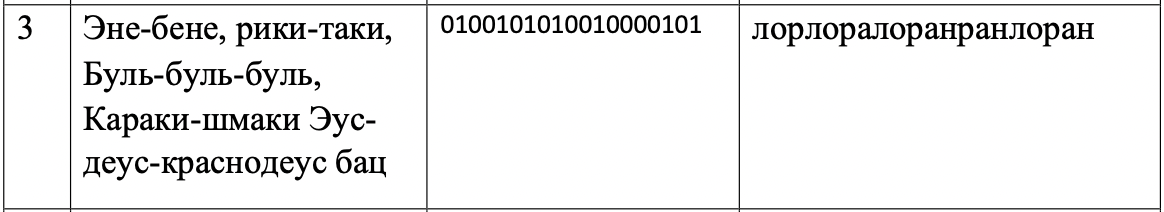 3 Эне-бене, рики-таки, 0100101010010000101 лорлоралоранранлоран
Буль-буль-буль,
Караки-шмаки Эус-
деус-краснодеус бац